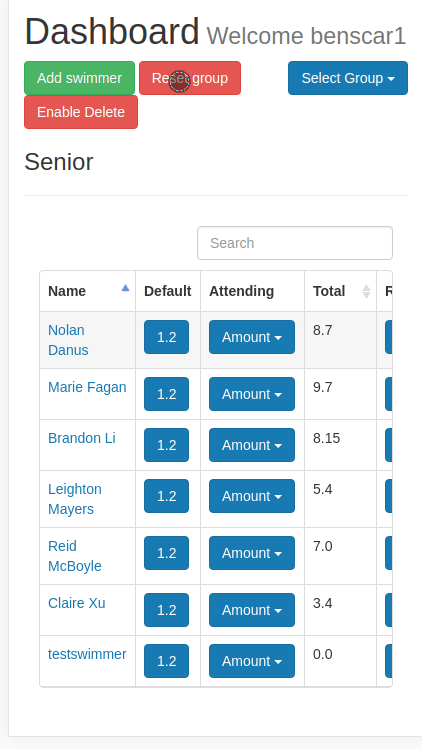 Dashboard Welcome benscar1
Add swimmer Reset group Select Group
Enable Delete
Senior
Search
Name Default Attending Total R
Nolan Danus 1.2 Amount 8.7
Marie Fagan 1.2 Amount 9.7
Brandon Li 1.2 Amount 8.15
Leighton Mayers 1.2 Amount 5.4
Reid McBoyle 1.2 Amount 7.0
Claire Xu 1.2 Amount 3.4
testswimmer 1.2 Amount 0.0